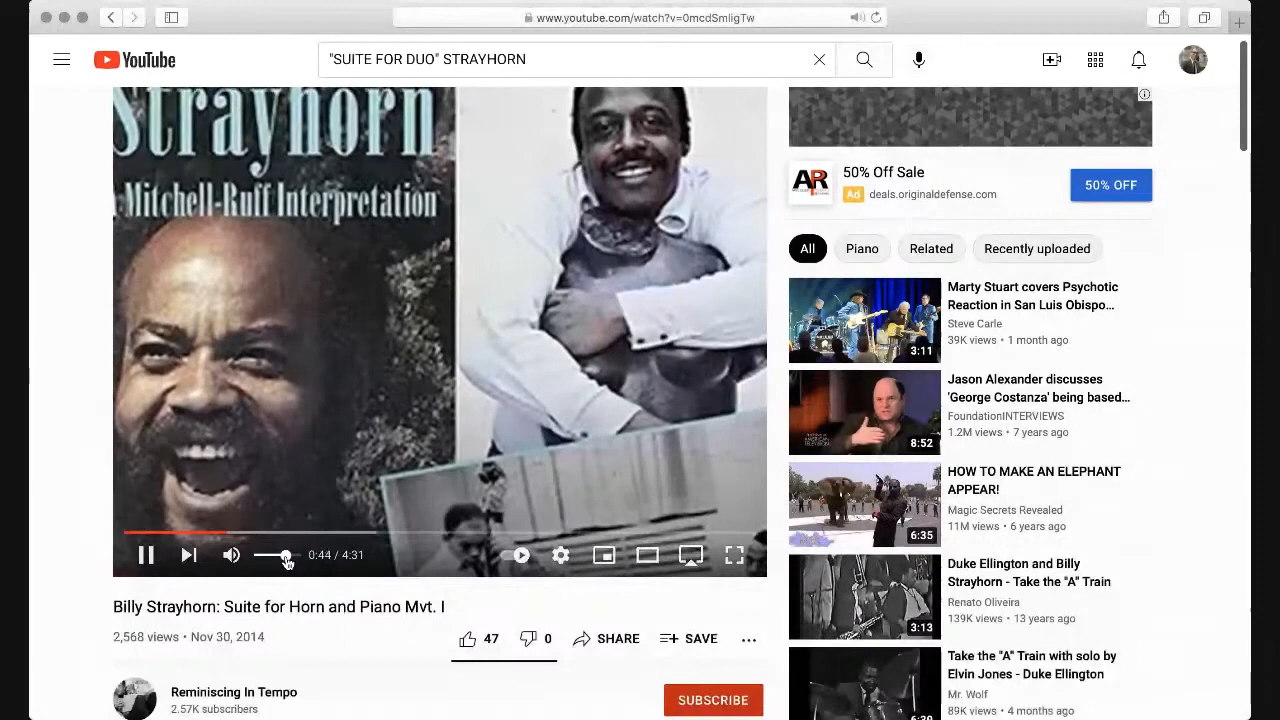 www.youtube.com/watch?v=0mcdSmligTw
YouTube
"SUITE FOR DUO" STRAYHORN
Strayhorn
Mitchell-Ruff Interpretation
0:44 / 4:31
Billy Strayhorn: Suite for Horn and Piano Mvt. I
2,568 views • Nov 30, 2014
47
0
SHARE
SAVE
Reminiscing In Tempo
2.57K subscribers
SUBSCRIBE
50% Off Sale
Ad
deals.originaldefense.com
50% OFF
All
Piano
Related
Recently uploaded
3:11
Marty Stuart covers Psychotic
Reaction in San Luis Obispo...
Steve Carle
39K views • 1 month ago
8:52
Jason Alexander discusses
'George Costanza' being based...
FoundationINTERVIEWS
1.2M views • 7 years ago
6:35
HOW TO MAKE AN ELEPHANT
APPEAR!
Magic Secrets Revealed
11M views • 6 years ago
3:13
Duke Ellington and Billy
Strayhorn - Take the "A" Train
Renato Oliveira
139K views • 13 years ago
Take the "A" Train with solo by
Elvin Jones - Duke Ellington
Mr. Wolf
89K views • 4 months ago